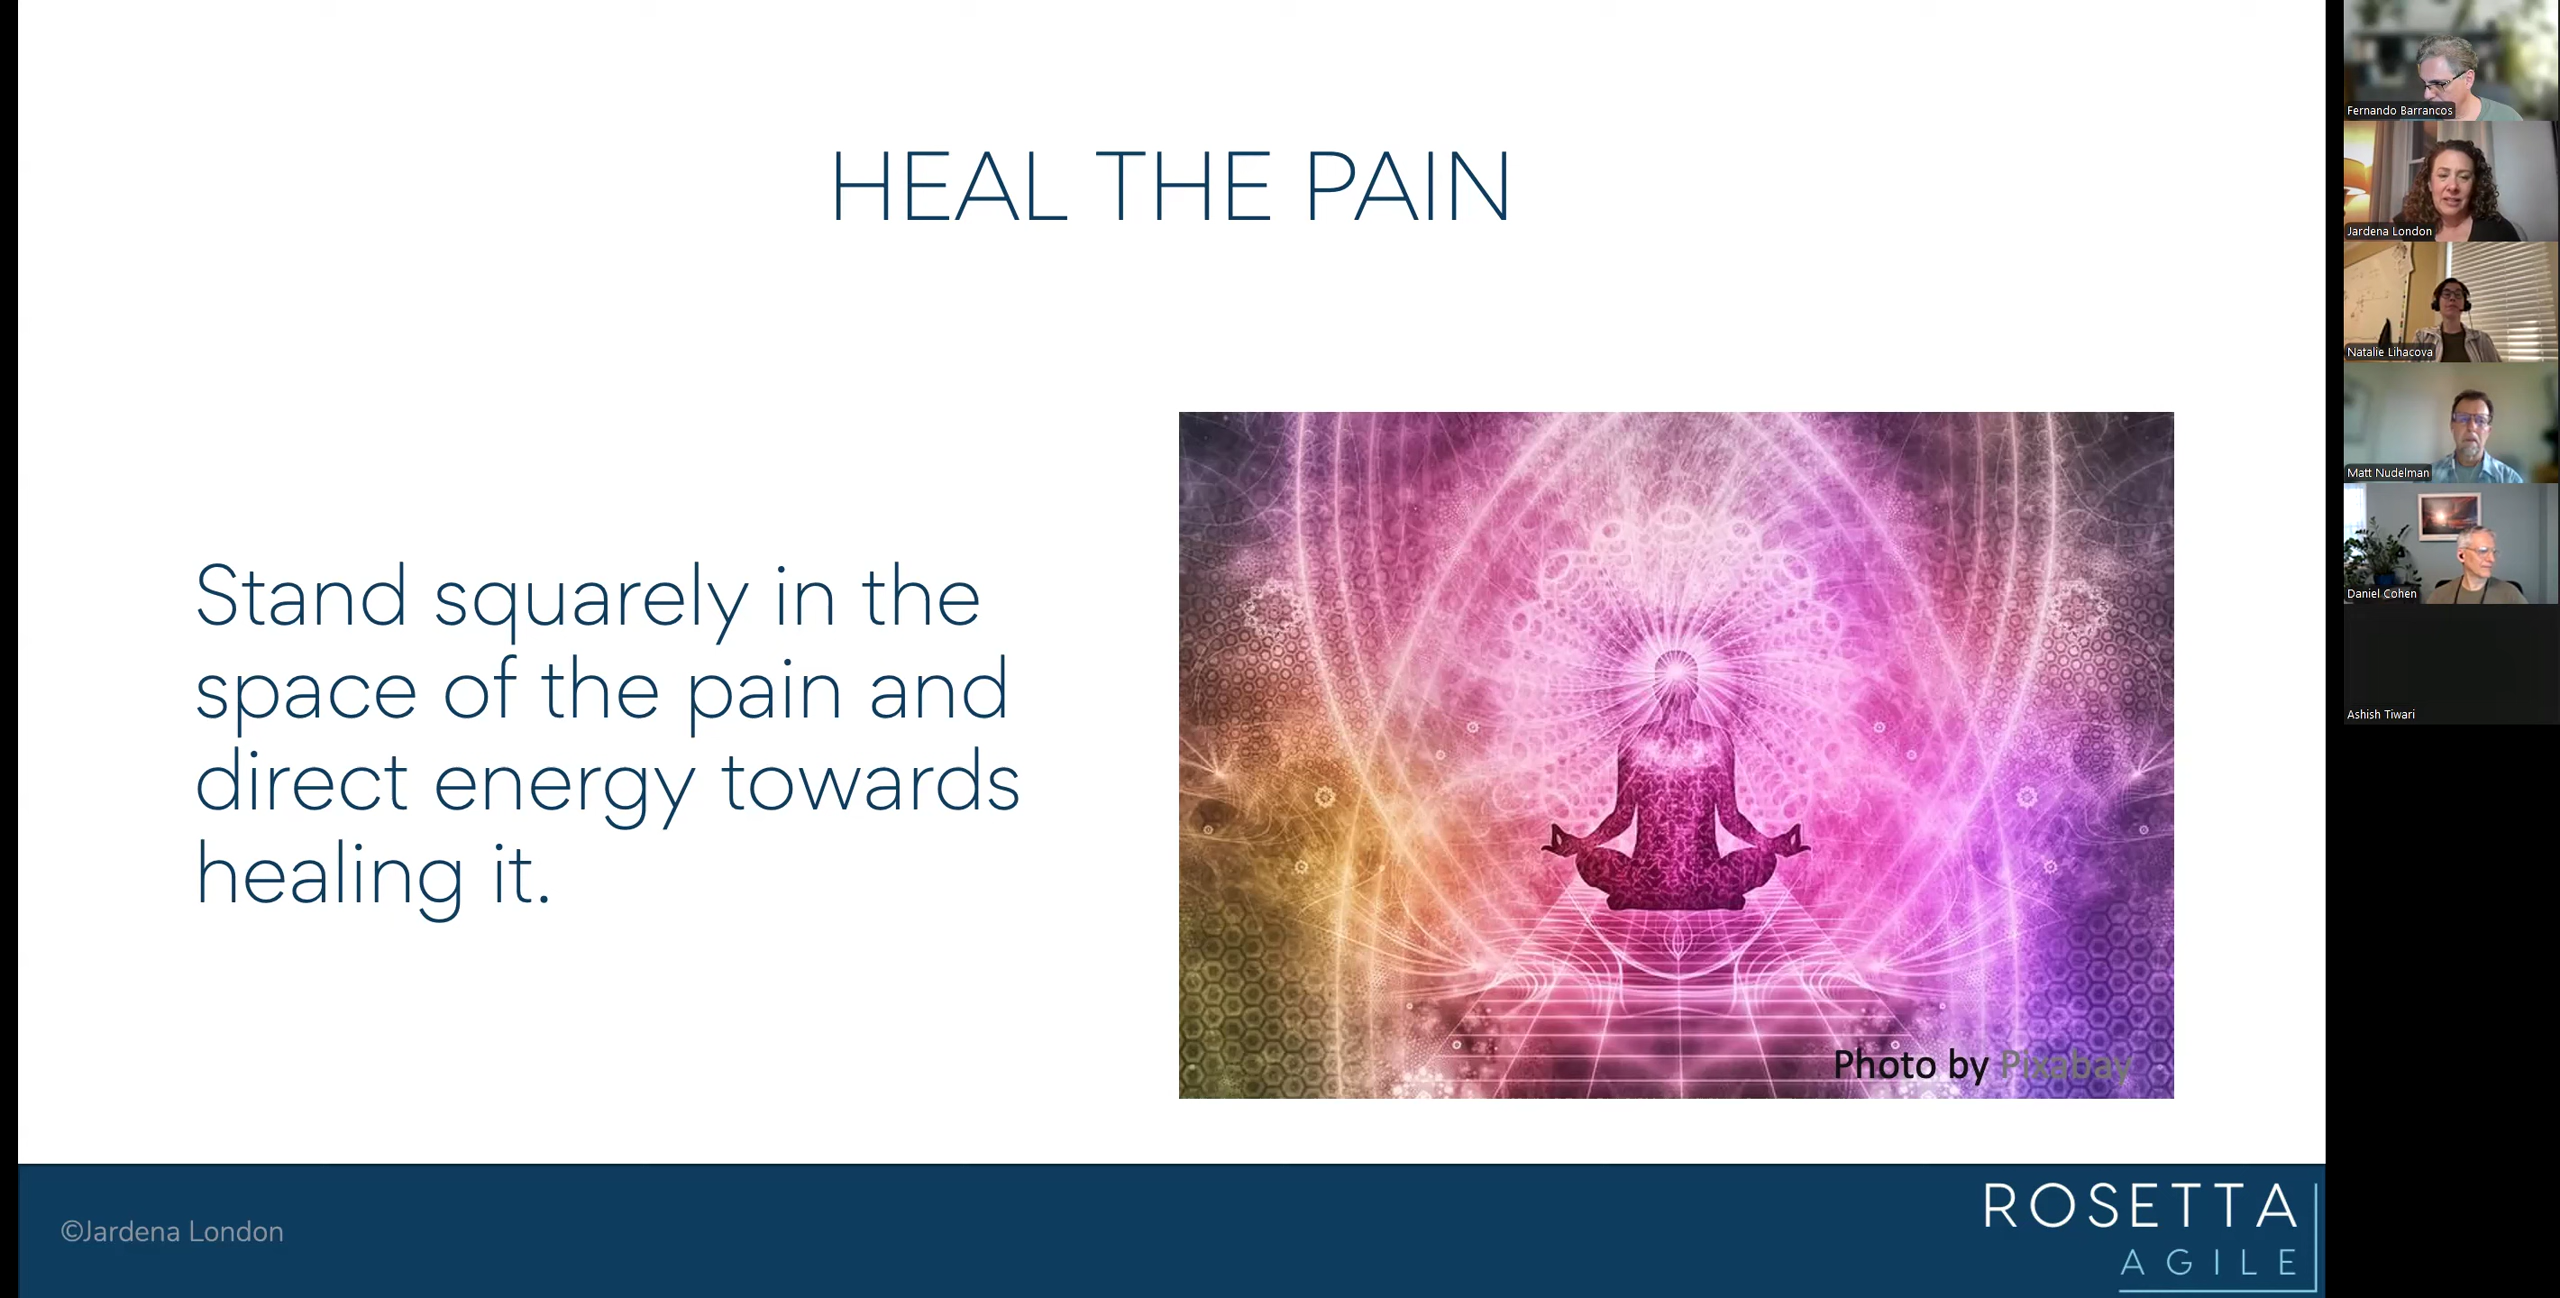 HEAL THE PAIN
Stand squarely in the
space of the pain and
direct energy towards
healing it.
Photo by Pixabay
©Jardena London
ROSETTA
AGILE
Fernando Barrancos
Jardena London
Natalie Lihacova
Matt Nudelman
Daniel Cohen
Ashish Tiwari